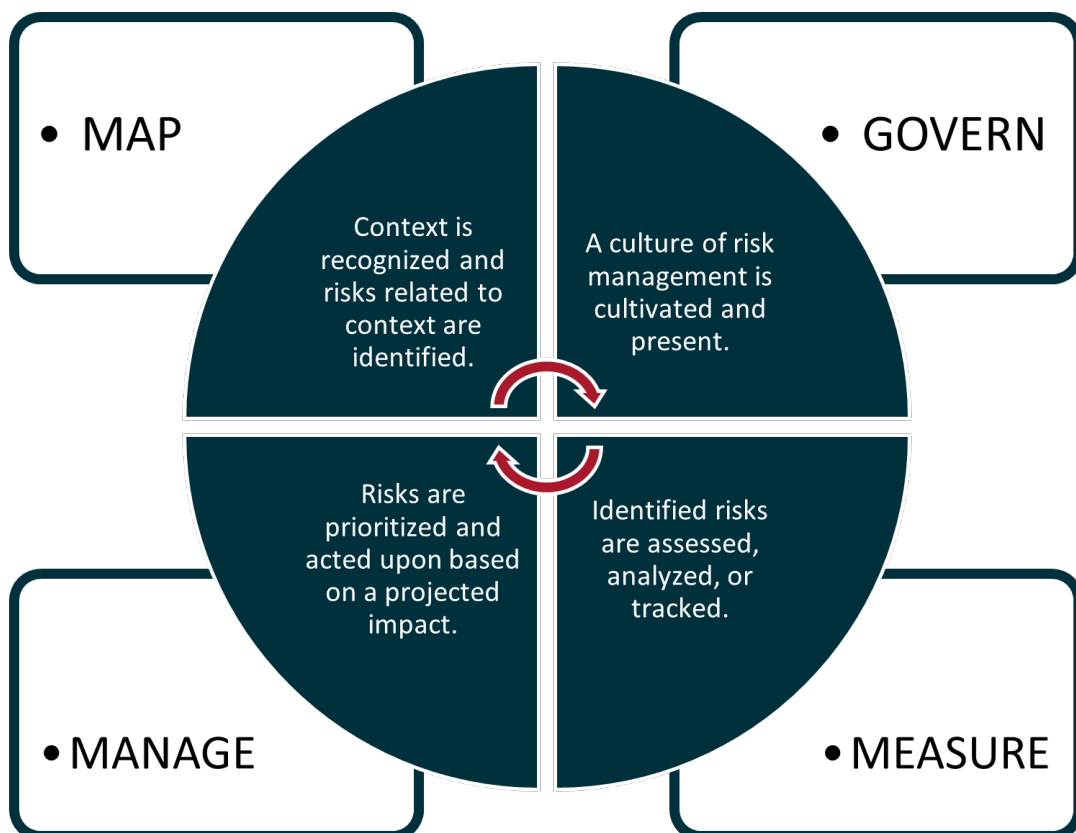 • MAP
Context is
recognized and
risks related to
context are
identified.
• GOVERN
A culture of risk
management is
cultivated and
present.
• MANAGE
Risks are
prioritized and
acted upon based
on a projected
impact.
• MEASURE
Identified risks
are assessed,
analyzed, or
tracked.